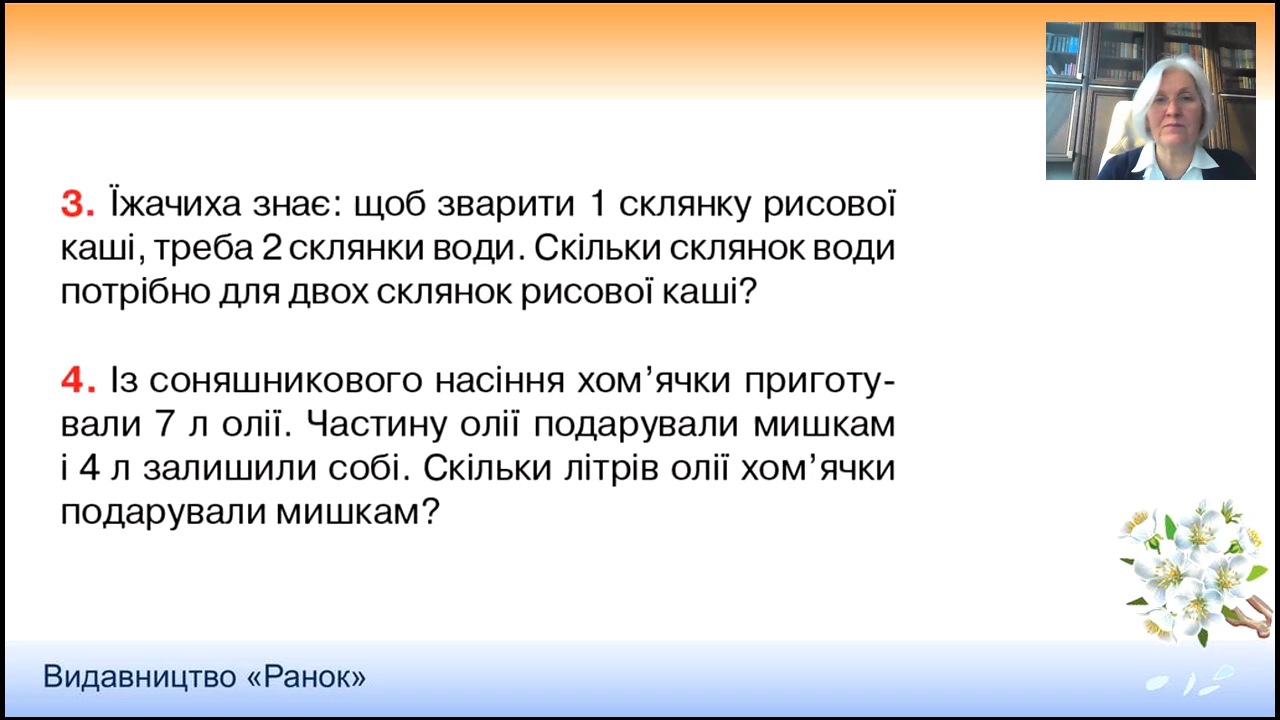 3. Їжачиха знає: щоб зварити 1 склянку рисової
каші, треба 2 склянки води. Скільки склянок води
потрібно для двох склянок рисової каші?
4. Із соняшникового насіння хом’ячки приготу-
вали 7 л олії. Частину олії подарували мишкам
і 4 л залишили собі. Скільки літрів олії хом’ячки
подарували мишкам?
Видавництво «Ранок»